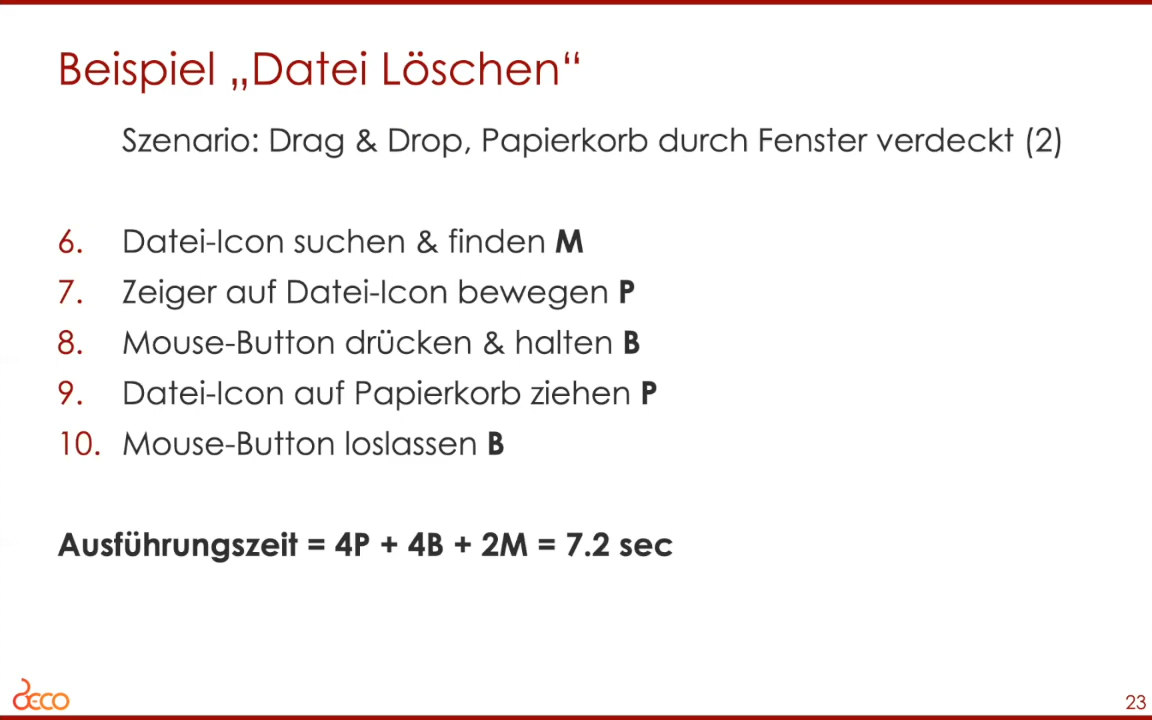 Beispiel „Datei Löschen“
Szenario: Drag & Drop, Papierkorb durch Fenster verdeckt (2)
6. Datei-Icon suchen & finden M
7. Zeiger auf Datei-Icon bewegen P
8. Mouse-Button drücken & halten B
9. Datei-Icon auf Papierkorb ziehen P
10. Mouse-Button loslassen B
Ausführungszeit = 4P + 4B + 2M = 7.2 sec
DECO
23